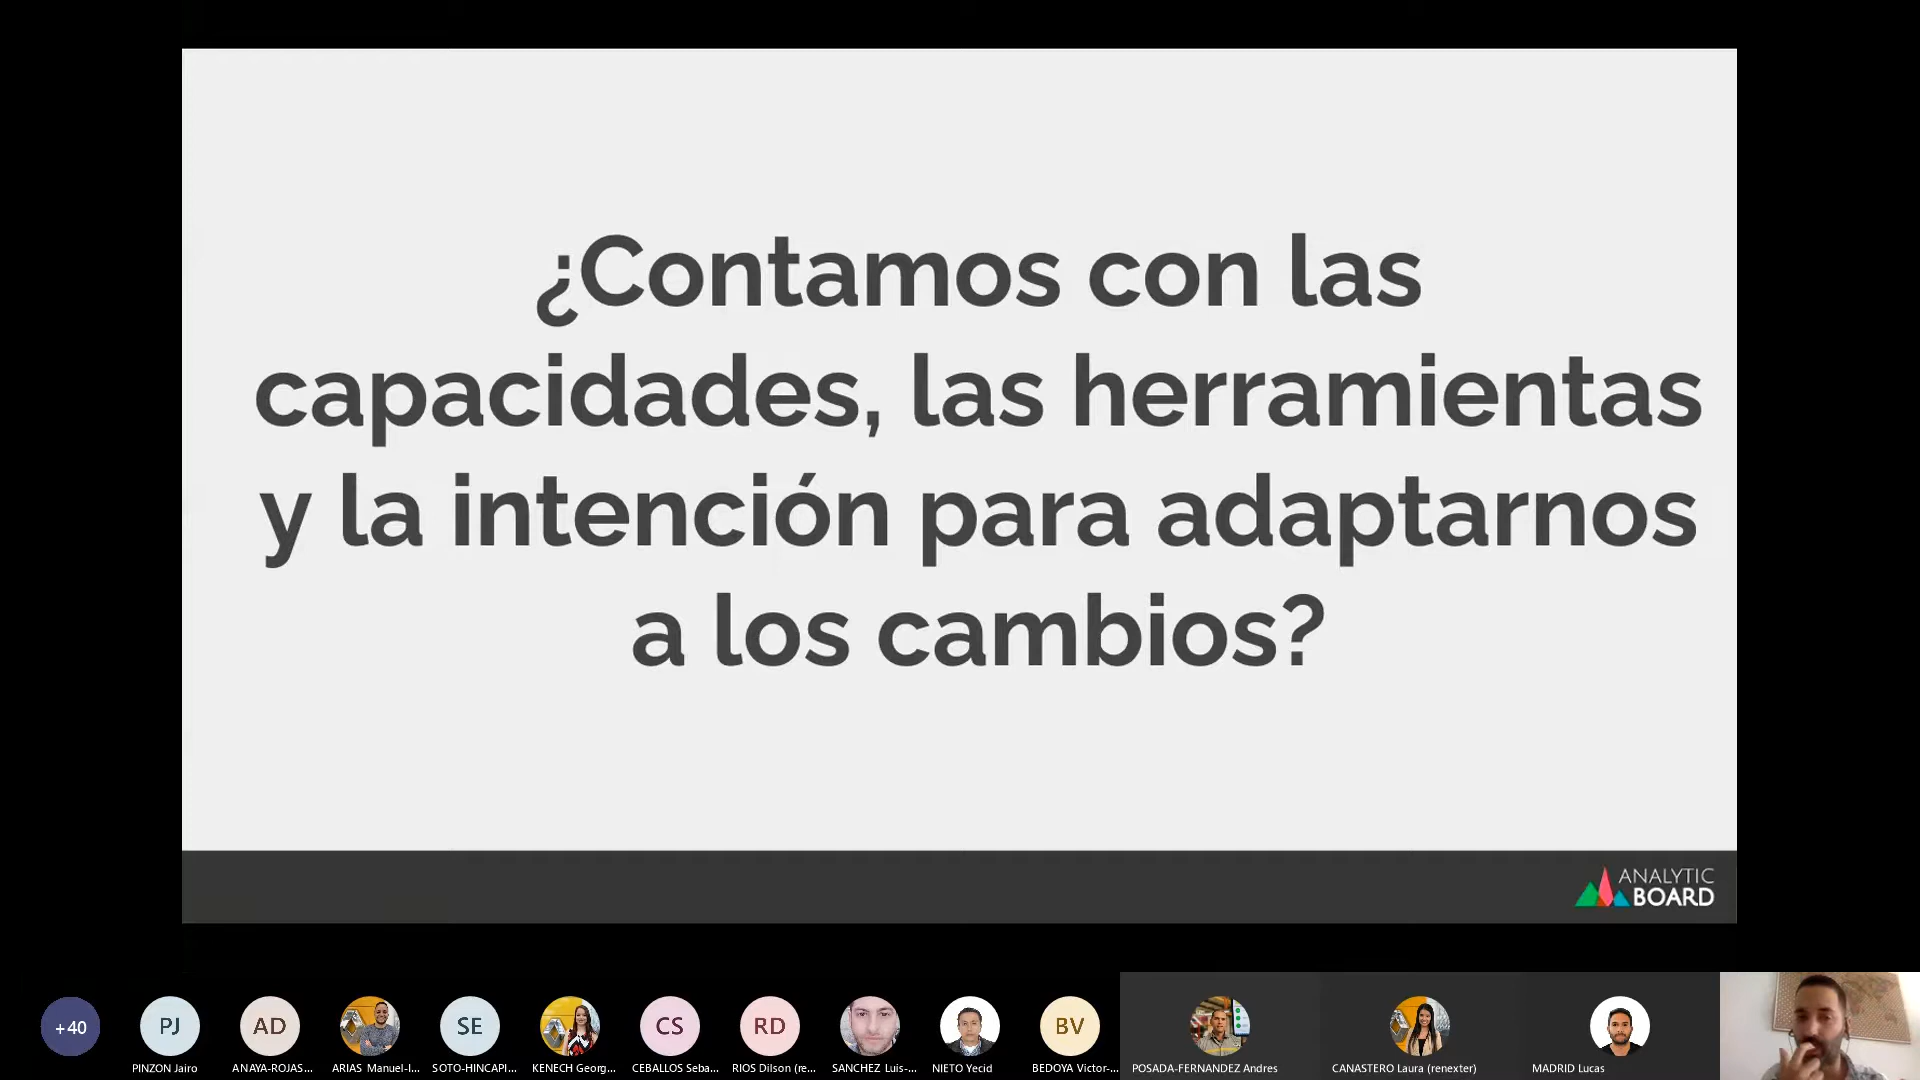 ¿Contamos con las
capacidades, las herramientas
y la intención para adaptarnos
a los cambios?
ANALYTIC
BOARD
+40
PJ
AD
SE
CS
RD
BV
PINZON Jairo
ANAYA-ROJAS...
ARIAS Manuel-I...
SOTO-HINCAPI...
KENECH Georg...
CEBALLOS Seba...
RIOS Dilson (re...
SANCHEZ Luis-...
NIETO Yecid
BEDOYA Victor-...
POSADA-FERNANDEZ Andres
CANASTERO Laura (renexter)
MADRID Lucas